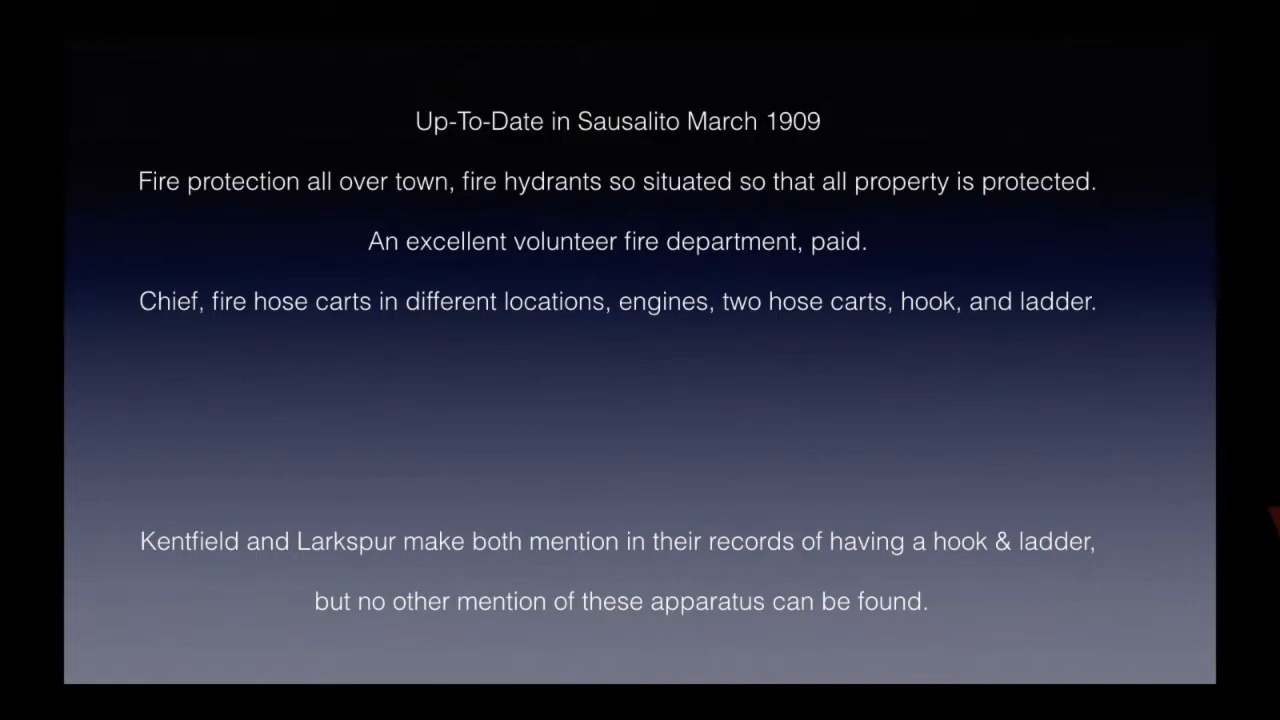 Up-To-Date in Sausalito March 1909
Fire protection all over town, fire hydrants so situated so that all property is protected.
An excellent volunteer fire department, paid.
Chief, fire hose carts in different locations, engines, two hose carts, hook, and ladder.
Kentfield and Larkspur make both mention in their records of having a hook & ladder,
but no other mention of these apparatus can be found.